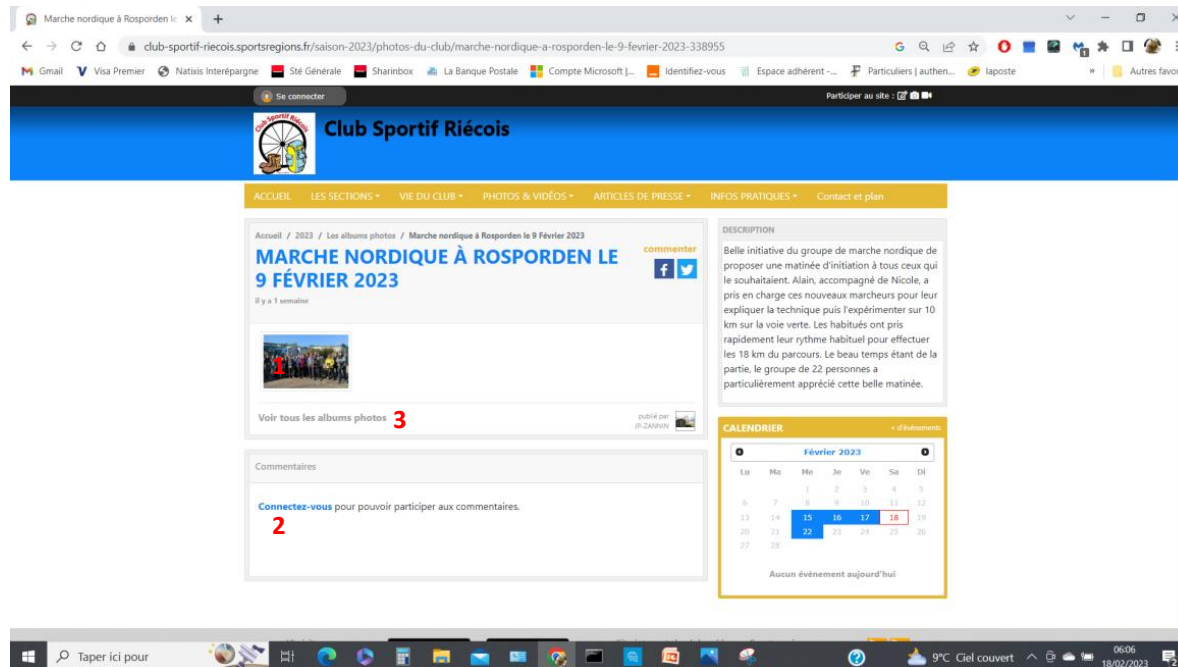 Marche nordique à Rosporden le
club-sportif-riecois.sportsregions.fr/saison-2023/photos-du-club/marche-nordique-a-rosporden-le-9-fevrier-2023-338955
Gmail Visa Premier Natixis Interépargne Sté Générale Sharinbox La Banque Postale Compte Microsoft |... Identifiez-vous Espace adhérent -... Particuliers | authen... laposte » Autres favor
Se connecter
Participer au site :
Club Sportif Riécois
ACCUEIL LES SECTIONS VIE DU CLUB PHOTOS & VIDÉOS ARTICLES DE PRESSE INFOS PRATIQUES Contact et plan
Accueil / 2023 / Les albums photos / Marche nordique à Rosporden le 9 Février 2023
MARCHE NORDIQUE À ROSPORDEN LE
9 FÉVRIER 2023
commenter
il y a 1 semaine
1
Voir tous les albums photos 3
publié par
JP-ZANNIN
Commentaires
Connectez-vous pour pouvoir participer aux commentaires.
2
DESCRIPTION
Belle initiative du groupe de marche nordique de
proposer une matinée d'initiation à tous ceux qui
le souhaitaient. Alain, accompagné de Nicole, a
pris en charge ces nouveaux marcheurs pour leur
expliquer la technique puis l'expérimenter sur 10
km sur la voie verte. Les habitués ont pris
rapidement leur rythme habituel pour effectuer
les 18 km du parcours. Le beau temps étant de la
partie, le groupe de 22 personnes a
particulièrement apprécié cette belle matinée.
CALENDRIER + d'événements
Février 2023
Lu Ma Me Je Ve Sa Di
1 2 3 4 5
6 7 8 9 10 11 12
13 14 15 16 17 18 19
20 21 22 23 24 25 26
27 28
Aucun événement aujourd'hui
Taper ici pour
9°C Ciel couvert
06:06
18/02/2023